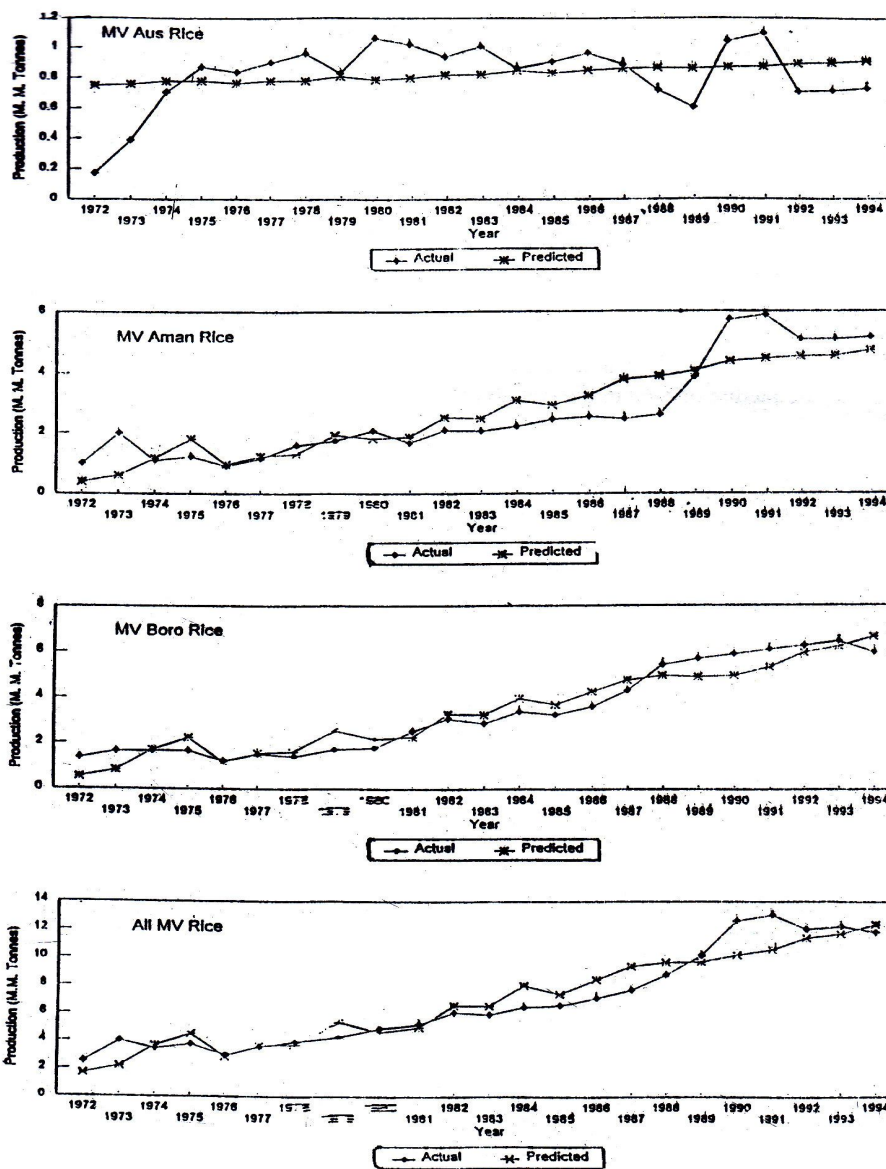 MV Aus Rice
Production (M. M. Tonnes)
1.2
1
0.8
0.6
0.4
0.2
0
1972 1974 1976 1978 1980 1982 1984 1986 1988 1990 1992 1994
1973 1975 1977 1979 1981 1983 1985 1987 1989 1991 1993
Year
Actual Predicted
MV Aman Rice
Production (M. M. Tonnes)
6
4
2
0
1972 1974 1976 1972 1980 1982 1984 1986 1988 1990 1992 1994
1973 1975 1977 1979 1981 1983 1985 1987 1989 1991 1993
Year
Actual Predicted
MV Boro Rice
Production (M. M. Tonnes)
8
6
4
2
0
1972 1974 1976 1982 1984 1986 1988 1990 1992 1994
1973 1975 1977 1981 1983 1985 1987 1989 1991 1993
Year
Actual Predicted
All MV Rice
Production (M.M. Tonnes)
14
12
10
8
6
4
2
0
1972 1974 1976 1982 1984 1986 1988 1990 1992 1994
1973 1975 1977 1981 1983 1985 1987 1989 1891 1993
Year
Actual Predicted